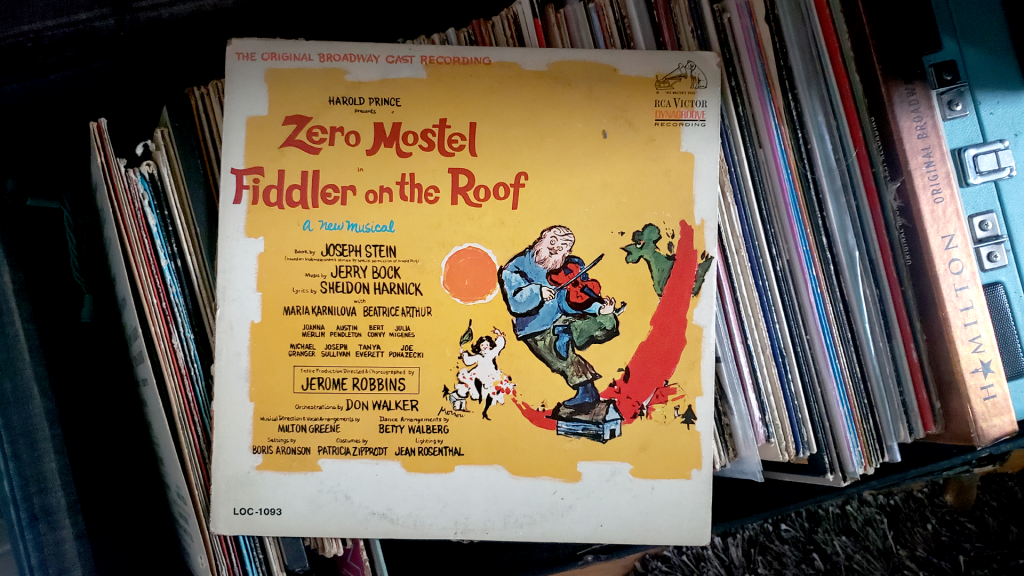 THE ORIGINAL BROADWAY CAST RECORDING
HAROLD PRINCE
presents
Zero Mostel
in
Fiddler on the Roof
A New Musical
Book by JOSEPH STEIN
Music by JERRY BOCK
Lyrics by SHELDON HARNICK
with
MARIA KARNILOVA BEATRICE ARTHUR
JOANNA AUSTIN BERT JULIA
MERLIN PENDLETON CONVY MIGENES
MICHAEL JOSEPH TANYA JOE
GRANGER SULLIVAN EVERETT PONAZECKI
Entire Production Directed & Choreographed by
JEROME ROBBINS
Orchestrations by DON WALKER
Musical Direction & Vocal Arrangements by Dance Arrangements by
MILTON GREENE BETTY WALBERG
Settings by Costumes by Lighting by
BORIS ARONSON PATRICIA ZIPPRODT JEAN ROSENTHAL
LOC-1093
RCA VICTOR
DYNAGROOVE
RECORDING
ORIGINAL BROADWAY
HAMILTON